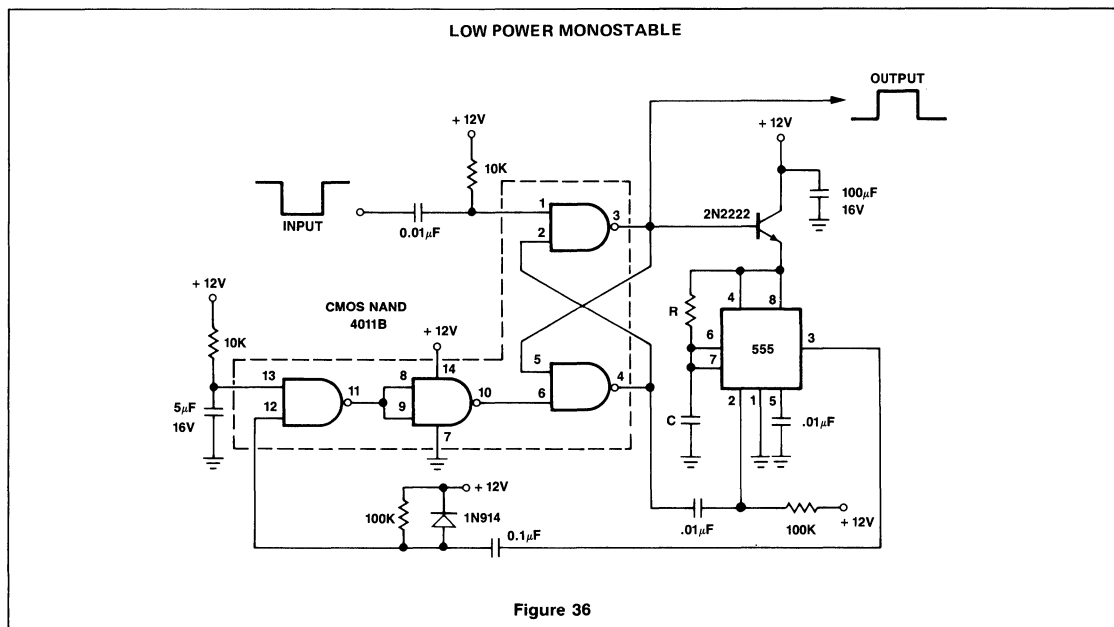 LOW POWER MONOSTABLE
OUTPUT
+ 12V
+ 12V
10K
100µF
16V
2N2222
INPUT
0.01µF
1
2
3
+ 12V
CMOS NAND
4011B
4
8
R
10K
+ 12V
14
5
6
4
6
7
555
3
13
12
11
8
9
10
5µF
16V
7
2
1
5
C
.01µF
+ 12V
100K
1N914
0.1µF
.01µF
100K
+ 12V
Figure 36